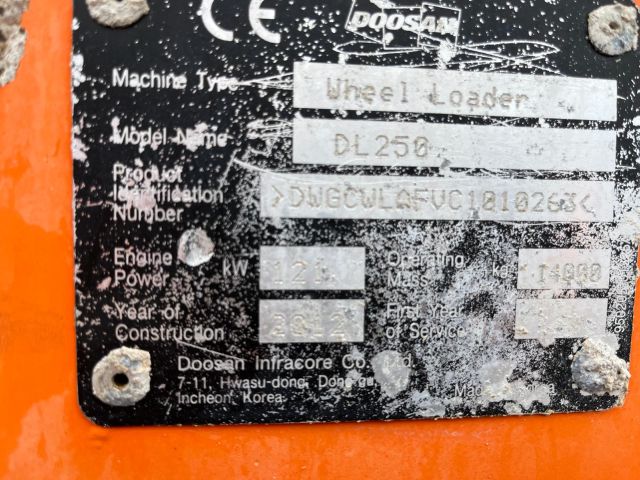 CE DOOSAN
Machine Type Wheel Loader
Model Name DL250
Product
Identification
Number
Engine
Power kW
Operating
Mass kg 14000
Year of
Construction 2012
First Year
of Service
Doosan Infracore Co., Ltd.
7-11, Hwasu-dong, Dong-gu,
Incheon, Korea